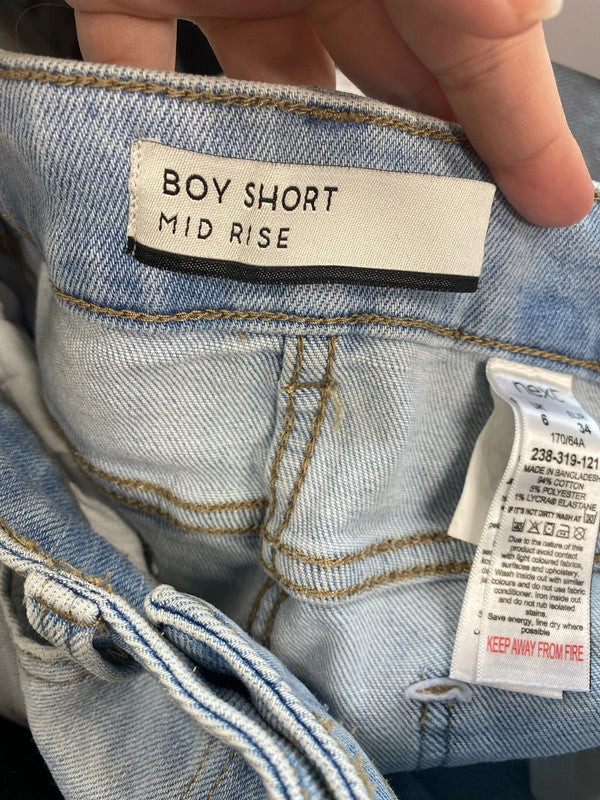 BOY SHORT
MID RISE
next
UK
6
34
170/64A
238-319-121
MADE IN BANGLADESH
94% COTTON
5% POLYESTER
1% LYCRA® ELASTANE
IF IT'S NOT DIRTY WASH AT 30
Due to the nature of this
product avoid contact
with light coloured fabrics,
surfaces and upholstery.
Wash inside out with similar
colours and do not use fabric
conditioner. Iron inside out
and do not rub isolated
stains.
Save energy, line dry where
possible
KEEP AWAY FROM FIRE